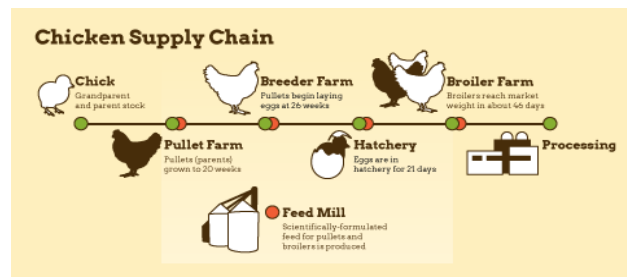 Chicken Supply Chain
Chick
Grandparent
and parent stock
Breeder Farm
Pullets begin laying
eggs at 26 weeks
Broiler Farm
Broilers reach market
weight in about 46 days
Pullet Farm
Pullets (parents)
grown to 20 weeks
Hatchery
Eggs are in
hatchery for 21 days
Processing
Feed Mill
Scientifically-formulated
feed for pullets and
broilers is produced